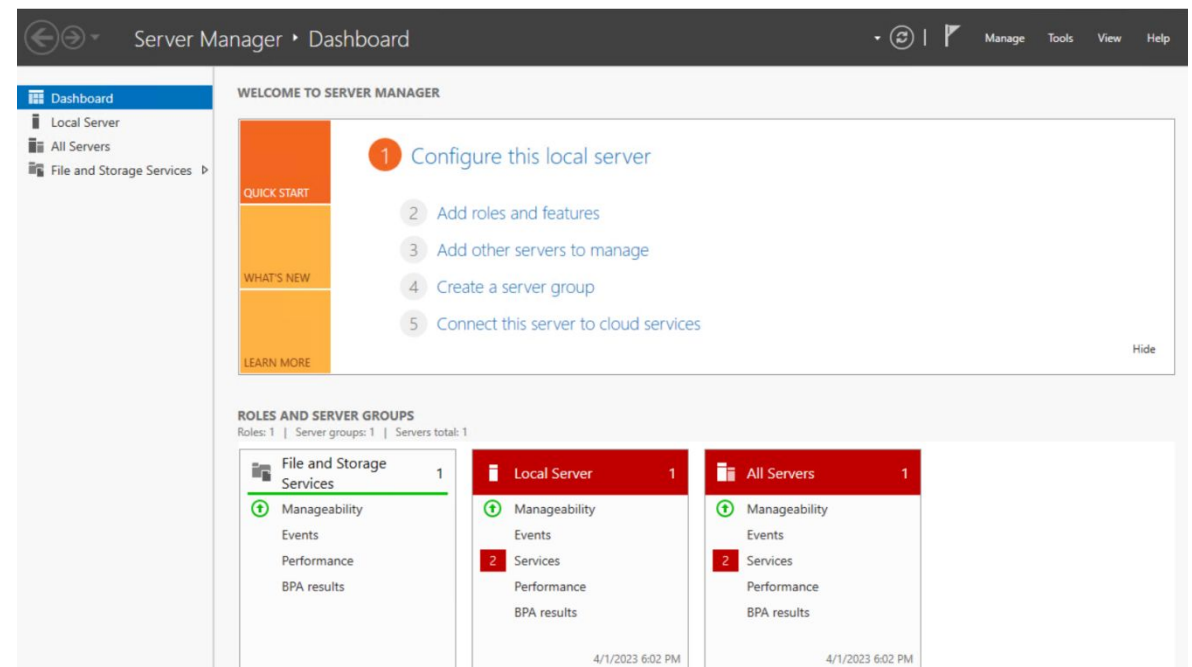 Server Manager ‣ Dashboard
Manage Tools View Help
Dashboard
Local Server
All Servers
File and Storage Services
WELCOME TO SERVER MANAGER
QUICK START
WHAT'S NEW
LEARN MORE
1 Configure this local server
2 Add roles and features
3 Add other servers to manage
4 Create a server group
5 Connect this server to cloud services
Hide
ROLES AND SERVER GROUPS
Roles: 1 | Server groups: 1 | Servers total: 1
File and Storage
Services
1
Manageability
Events
Performance
BPA results
Local Server 1
Manageability
Events
2 Services
Performance
BPA results
4/1/2023 6:02 PM
All Servers 1
Manageability
Events
2 Services
Performance
BPA results
4/1/2023 6:02 PM